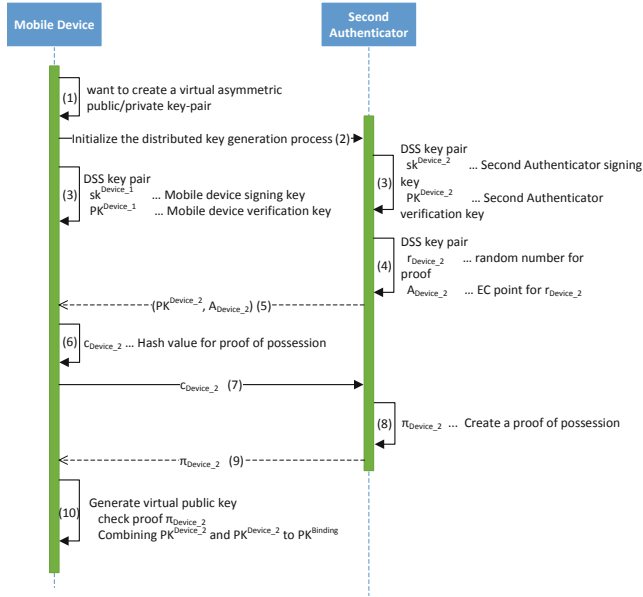 Mobile Device
Second
Authenticator
(1)
want to create a virtual asymmetric
public/private key-pair
Initialize the distributed key generation process (2)
(3)
DSS key pair
sk^Device_1 ... Mobile device signing key
PK^Device_1 ... Mobile device verification key
(3)
DSS key pair
sk^Device_2 ... Second Authenticator signing
key
PK^Device_2 ... Second Authenticator
verification key
(4)
DSS key pair
r_Device_2 ... random number for
proof
A_Device_2 ... EC point for r_Device_2
(PK^Device_2, A_Device_2) (5)
(6)
c_Device_2 ... Hash value for proof of possession
c_Device_2 (7)
(8)
π_Device_2 ... Create a proof of possession
π_Device_2 (9)
(10)
Generate virtual public key
check proof π_Device_2
Combining PK^Device_2 and PK^Device_2 to PK^Binding